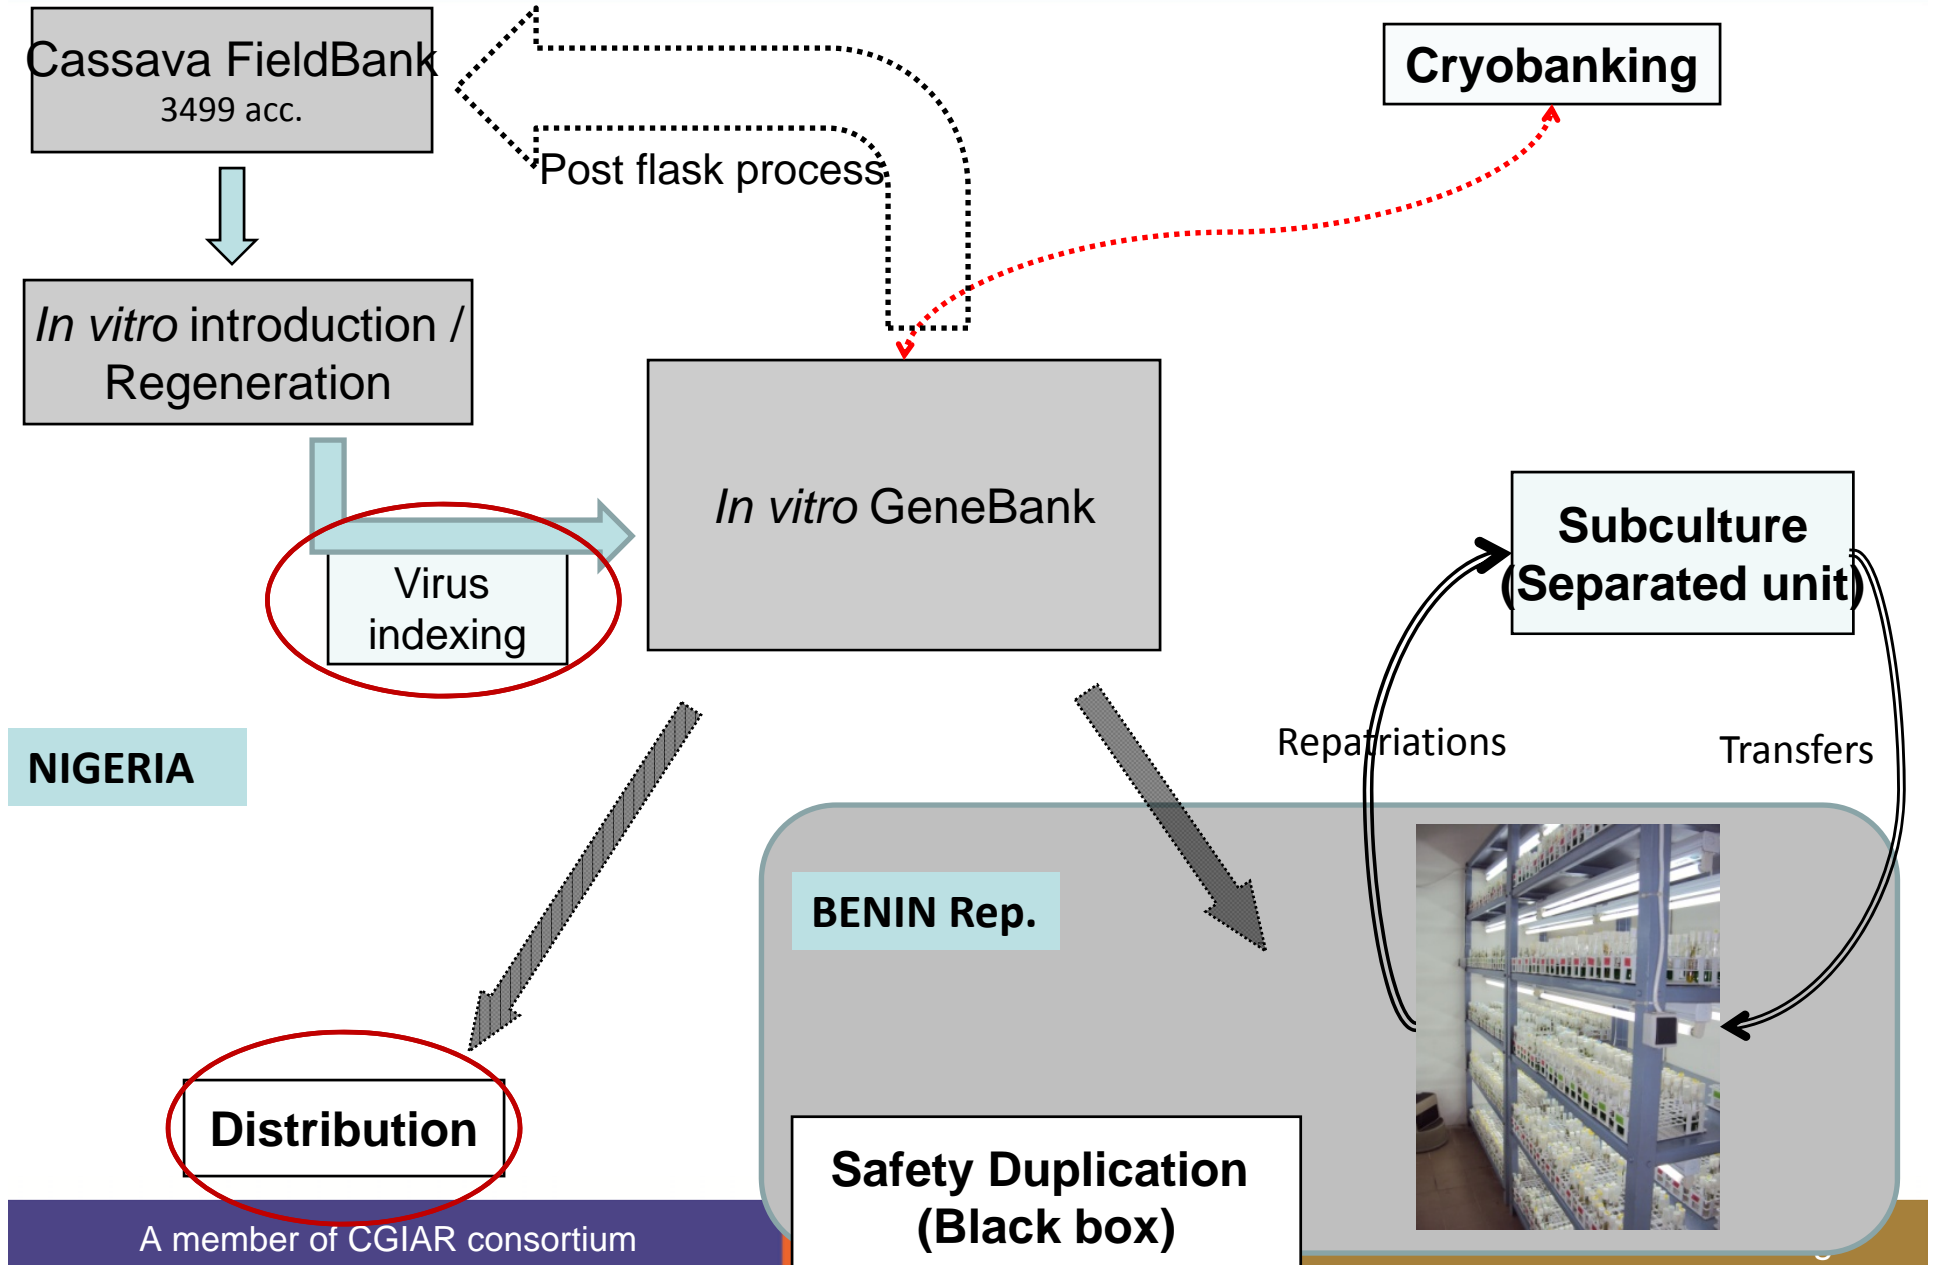 Cassava FieldBank
3499 acc.
Cryobanking
Post flask process
In vitro introduction /
Regeneration
In vitro GeneBank
Virus
indexing
Subculture
(Separated unit)
Repatriations
Transfers
NIGERIA
BENIN Rep.
Distribution
Safety Duplication
(Black box)
A member of CGIAR consortium